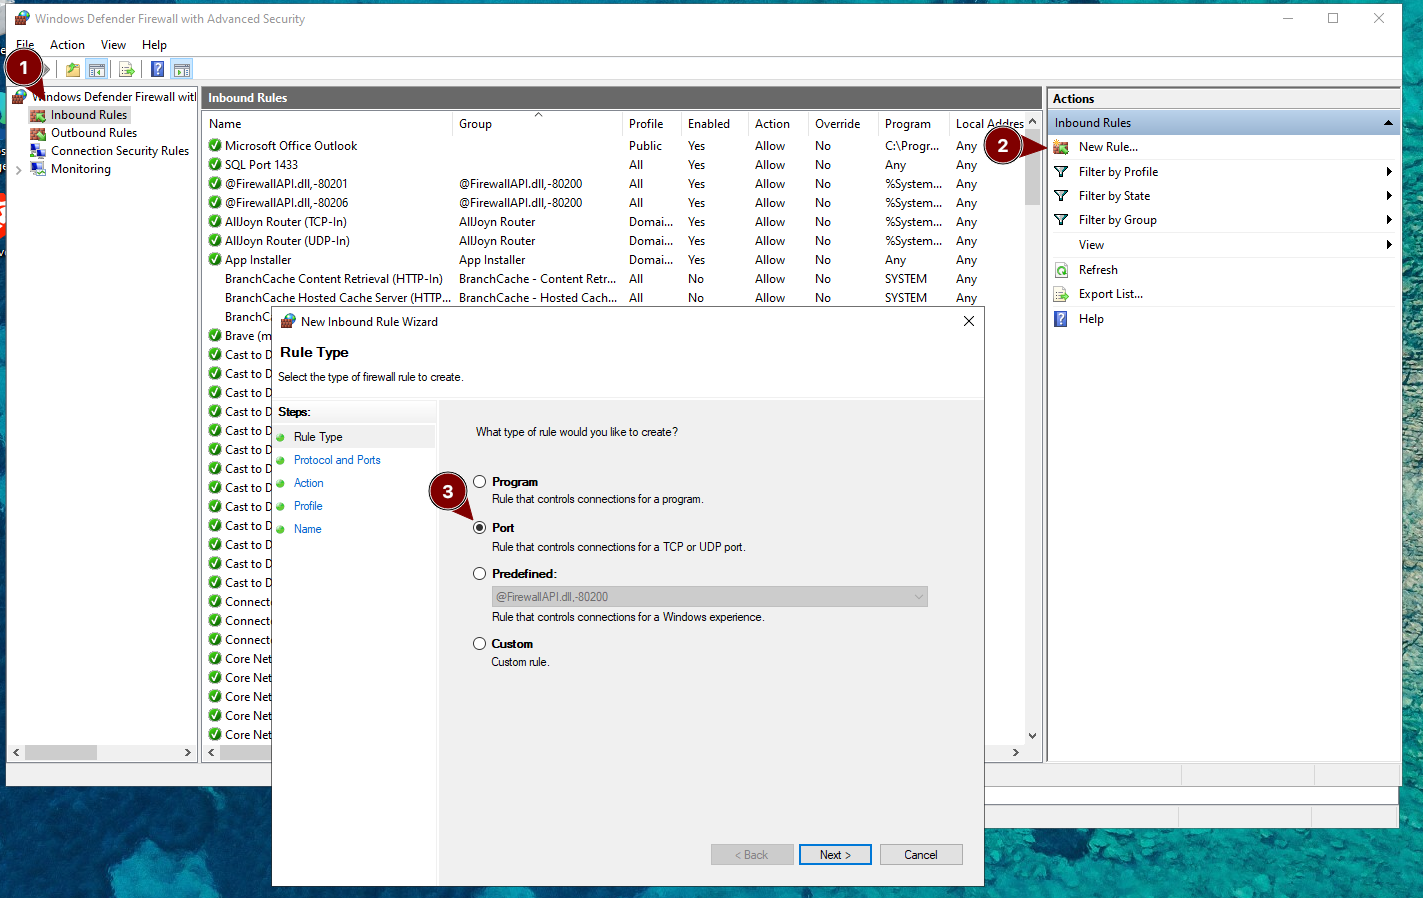 Windows Defender Firewall with Advanced Security
File Action View Help
1
Windows Defender Firewall witl
Inbound Rules
Outbound Rules
Connection Security Rules
Monitoring
Inbound Rules
Name Group Profile Enabled Action Override Program Local Addres
Microsoft Office Outlook Public Yes Allow No C:\Progr... Any
SQL Port 1433 All Yes Allow No Any Any
@FirewallAPI.dll,-80201 @FirewallAPI.dll,-80200 All Yes Allow No %System... Any
@FirewallAPI.dll,-80206 @FirewallAPI.dll,-80200 All Yes Allow No %System... Any
AllJoyn Router (TCP-In) AllJoyn Router Domai... Yes Allow No %System... Any
AllJoyn Router (UDP-In) AllJoyn Router Domai... Yes Allow No %System... Any
App Installer App Installer Domai... Yes Allow No Any Any
BranchCache Content Retrieval (HTTP-In) BranchCache - Content Retr... All No Allow No SYSTEM Any
BranchCache Hosted Cache Server (HTTP... BranchCache - Hosted Cach... All No Allow No SYSTEM Any
BranchC
Brave (m
Cast to D
Cast to D
Cast to D
Cast to D
Cast to D
Cast to D
Cast to D
Cast to D
Cast to D
Cast to D
Cast to D
Cast to D
Cast to D
Connect
Connect
Connect
Core Net
Core Net
Core Net
Core Net
Core Net
Actions
Inbound Rules
2
New Rule...
Filter by Profile
Filter by State
Filter by Group
View
Refresh
Export List...
Help
New Inbound Rule Wizard
Rule Type
Select the type of firewall rule to create.
Steps:
Rule Type
Protocol and Ports
Action
Profile
Name
What type of rule would you like to create?
Program
Rule that controls connections for a program.
3
Port
Rule that controls connections for a TCP or UDP port.
Predefined:
@FirewallAPI.dll,-80200
Rule that controls connections for a Windows experience.
Custom
Custom rule.
< Back Next > Cancel